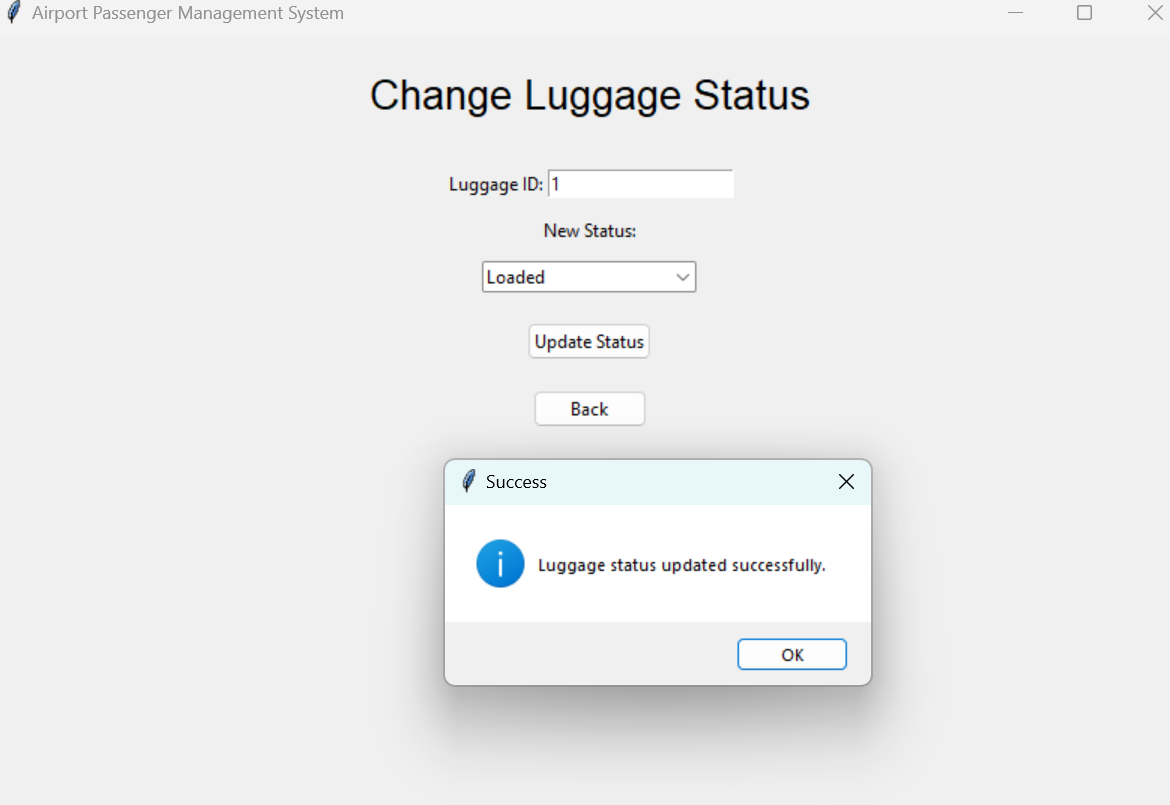 Airport Passenger Management System
Change Luggage Status
Luggage ID: 1
New Status:
Loaded
Update Status
Back
Success
Luggage status updated successfully.
OK